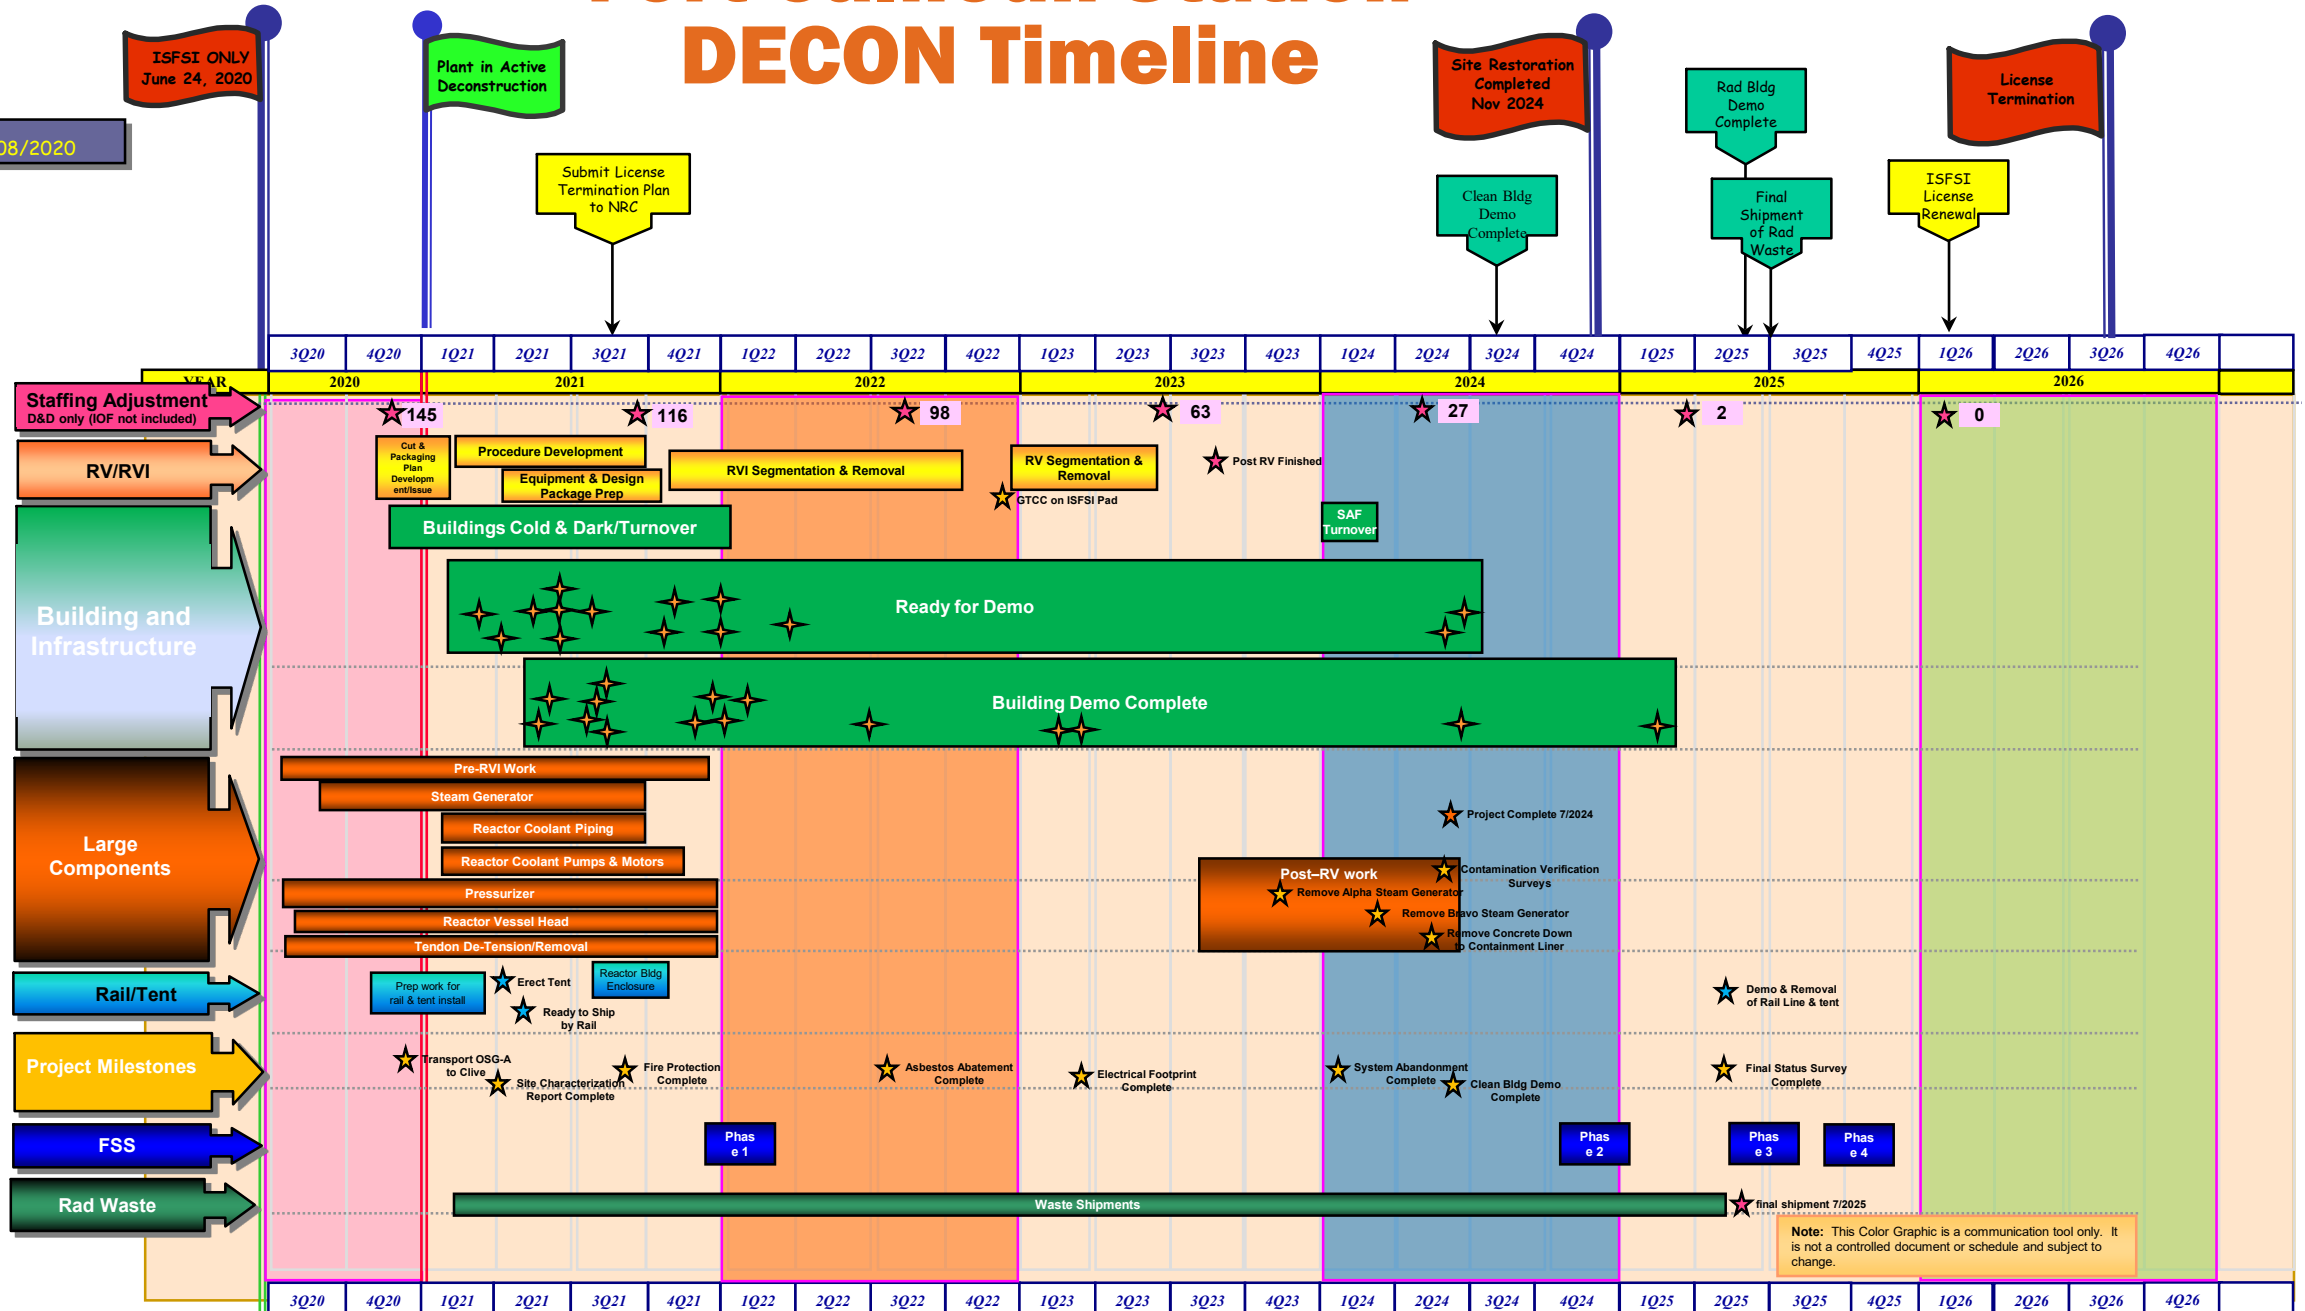 DECON Timeline
ISFSI ONLY
June 24, 2020
Plant in Active
Deconstruction
Site Restoration
Completed
Nov 2024
License
Termination
08/2020
Submit License
Termination Plan
to NRC
Clean Bldg
Demo
Complete
Rad Bldg
Demo
Complete
Final
Shipment
of Rad
Waste
ISFSI
License
Renewal
3Q20 4Q20 1Q21 2Q21 3Q21 4Q21 1Q22 2Q22 3Q22 4Q22 1Q23 2Q23 3Q23 4Q23 1Q24 2Q24 3Q24 4Q24 1Q25 2Q25 3Q25 4Q25 1Q26 2Q26 3Q26 4Q26
YEAR 2020 2021 2022 2023 2024 2025 2026
Staffing Adjustment
D&D only (IOF not included)
145 116 98 63 27 2 0
RV/RVI
Cut &
Packaging
Plan
Developm
ent/Issue
Procedure Development
Equipment & Design
Package Prep
RVI Segmentation & Removal
RV Segmentation &
Removal
Post RV Finished
GTCC on ISFSI Pad
Building and
Infrastructure
Buildings Cold & Dark/Turnover
SAF
Turnover
Ready for Demo
Building Demo Complete
Large
Components
Pre-RVI Work
Steam Generator
Reactor Coolant Piping
Reactor Coolant Pumps & Motors
Pressurizer
Reactor Vessel Head
Tendon De-Tension/Removal
Project Complete 7/2024
Post–RV work
Contamination Verification
Surveys
Remove Alpha Steam Generator
Remove Bravo Steam Generator
Remove Concrete Down
to Containment Liner
Rail/Tent
Prep work for
rail & tent install
Erect Tent
Ready to Ship
by Rail
Reactor Bldg
Enclosure
Demo & Removal
of Rail Line & tent
Project Milestones
Transport OSG-A
to Clive
Site Characterization
Report Complete
Fire Protection
Complete
Asbestos Abatement
Complete
Electrical Footprint
Complete
System Abandonment
Complete
Clean Bldg Demo
Complete
Final Status Survey
Complete
FSS
Phas
e 1
Phas
e 2
Phas
e 3
Phas
e 4
Rad Waste
Waste Shipments
final shipment 7/2025
Note: This Color Graphic is a communication tool only. It
is not a controlled document or schedule and subject to
change.
3Q20 4Q20 1Q21 2Q21 3Q21 4Q21 1Q22 2Q22 3Q22 4Q22 1Q23 2Q23 3Q23 4Q23 1Q24 2Q24 3Q24 4Q24 1Q25 2Q25 3Q25 4Q25 1Q26 2Q26 3Q26 4Q26